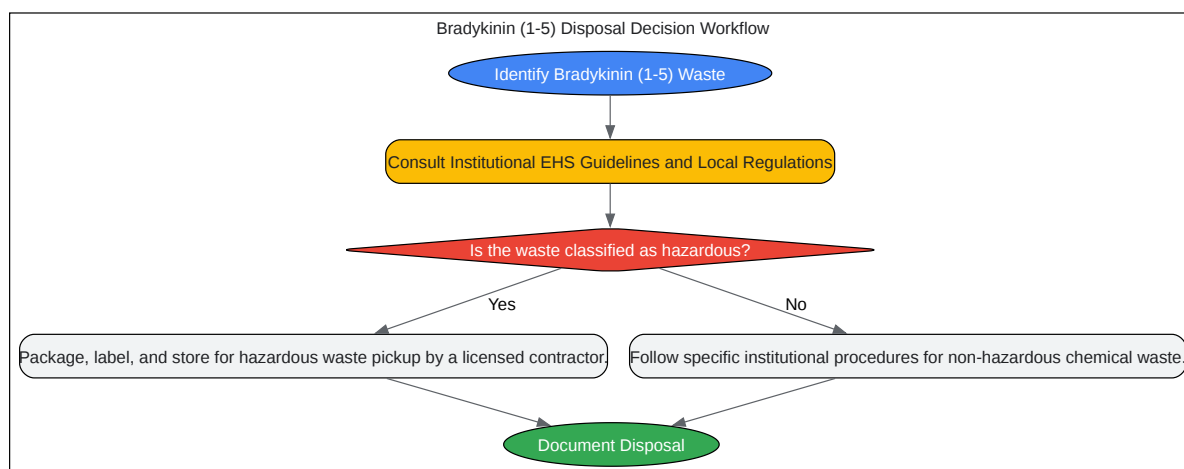 Bradykinin (1-5) Disposal Decision Workflow
Identify Bradykinin (1-5) Waste
Consult Institutional EHS Guidelines and Local Regulations
Is the waste classified as hazardous?
Yes
No
Package, label, and store for hazardous waste pickup by a licensed contractor.
Follow specific institutional procedures for non-hazardous chemical waste.
Document Disposal